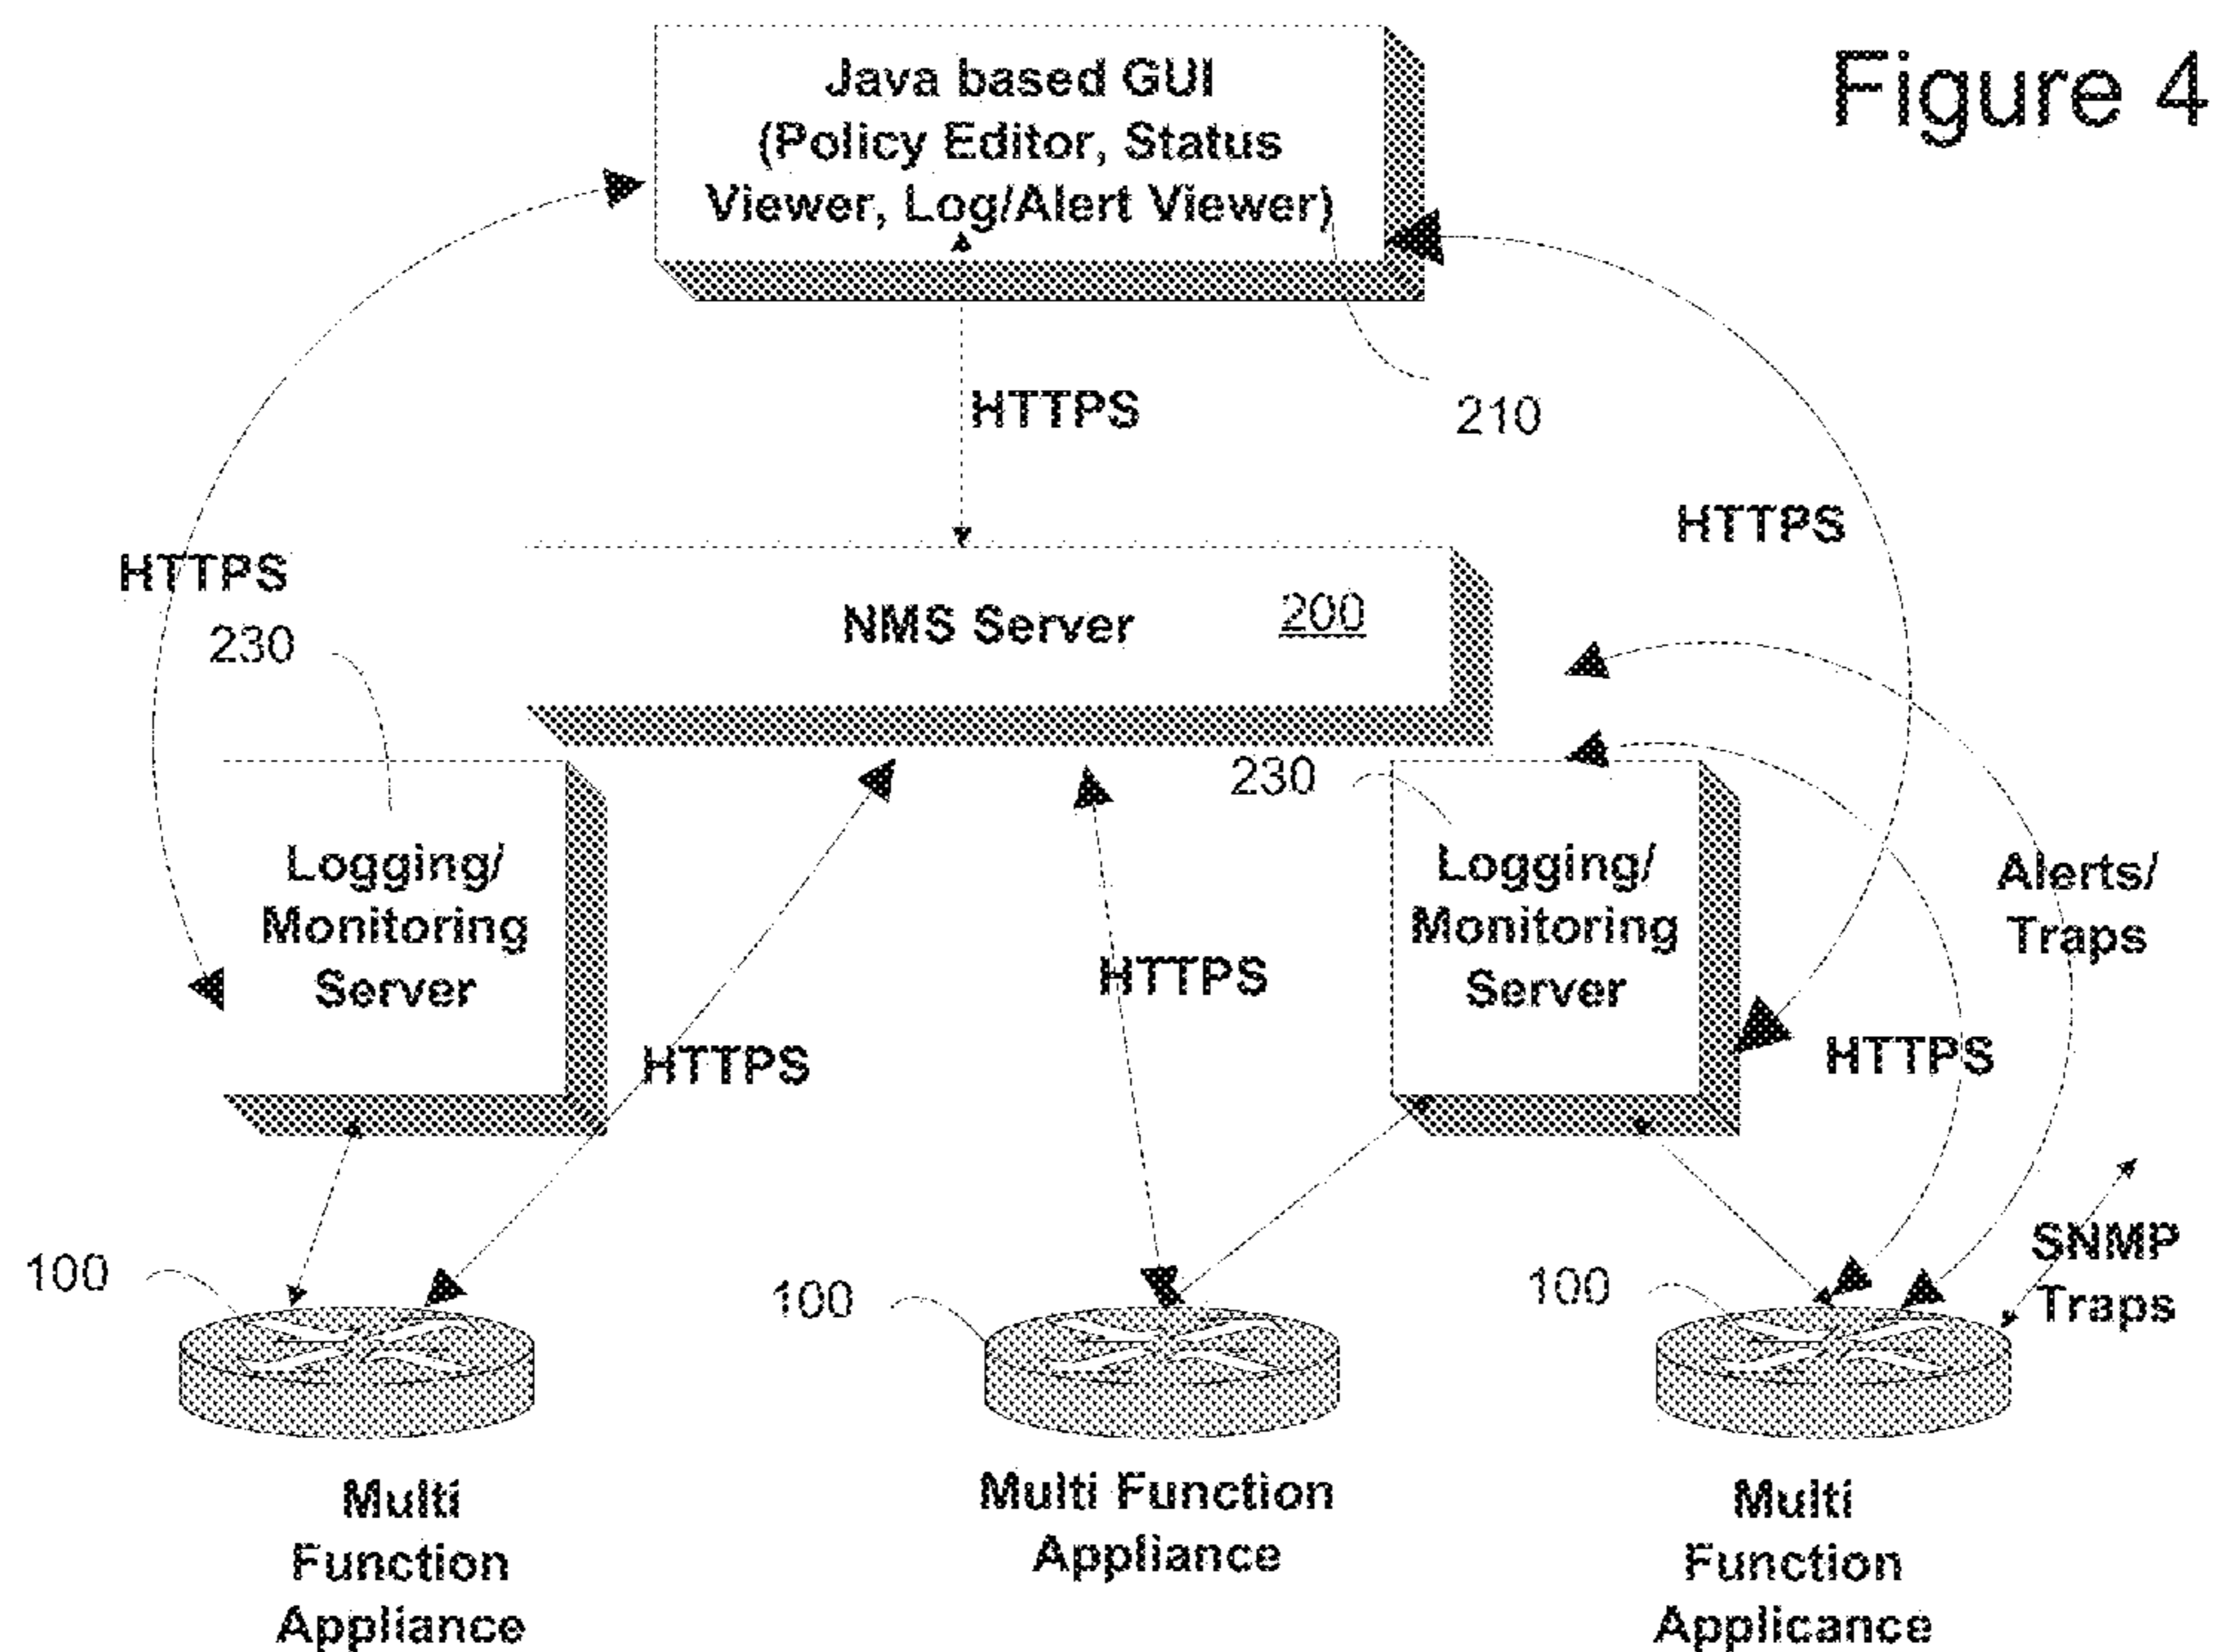 Figure 4
Java based GUI
(Policy Editor, Status
Viewer, Log/Alert Viewer)
HTTPS
210
HTTPS
HTTPS
230
NMS Server 200
230
Logging/
Monitoring
Server
Logging/
Monitoring
Server
Alerts/
Traps
HTTPS
HTTPS
HTTPS
SNMP
Traps
100
100
100
Multi
Function
Appliance
Multi Function
Appliance
Multi
Function
Applicance